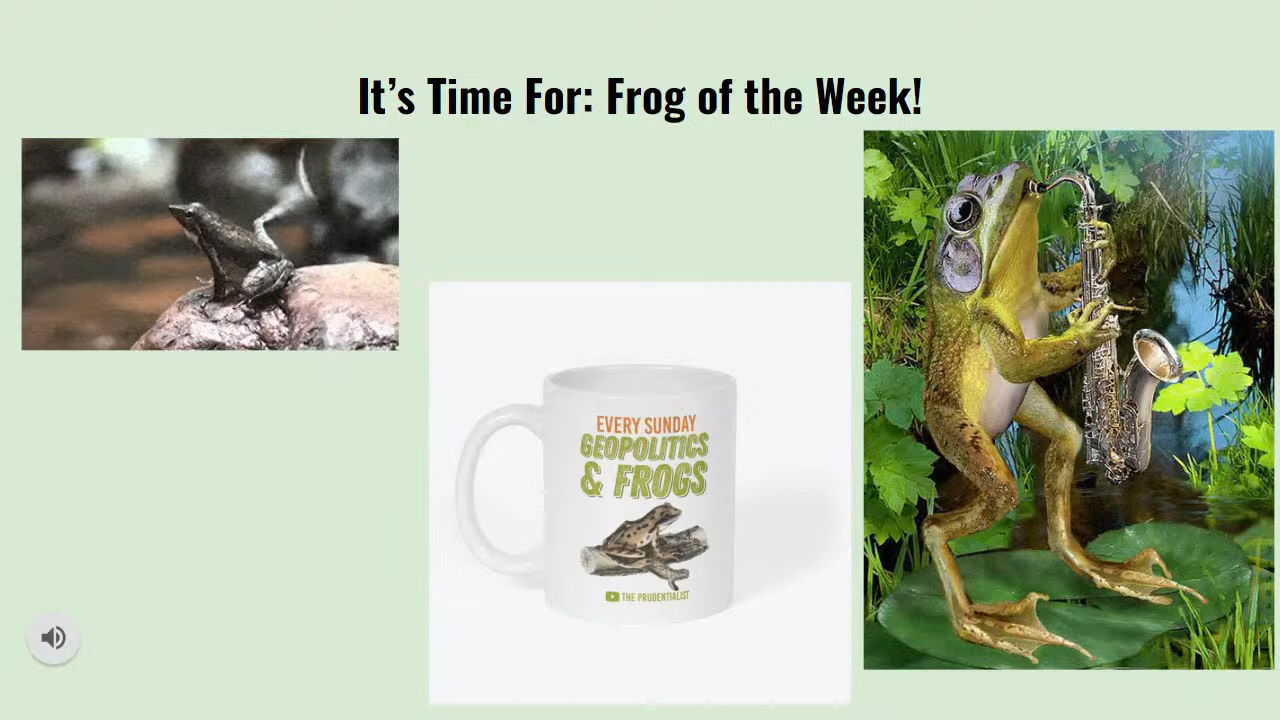 It's Time For: Frog of the Week!
EVERY SUNDAY
GEOPOLITICS
& FROGS
THE PRUDENTIALIST